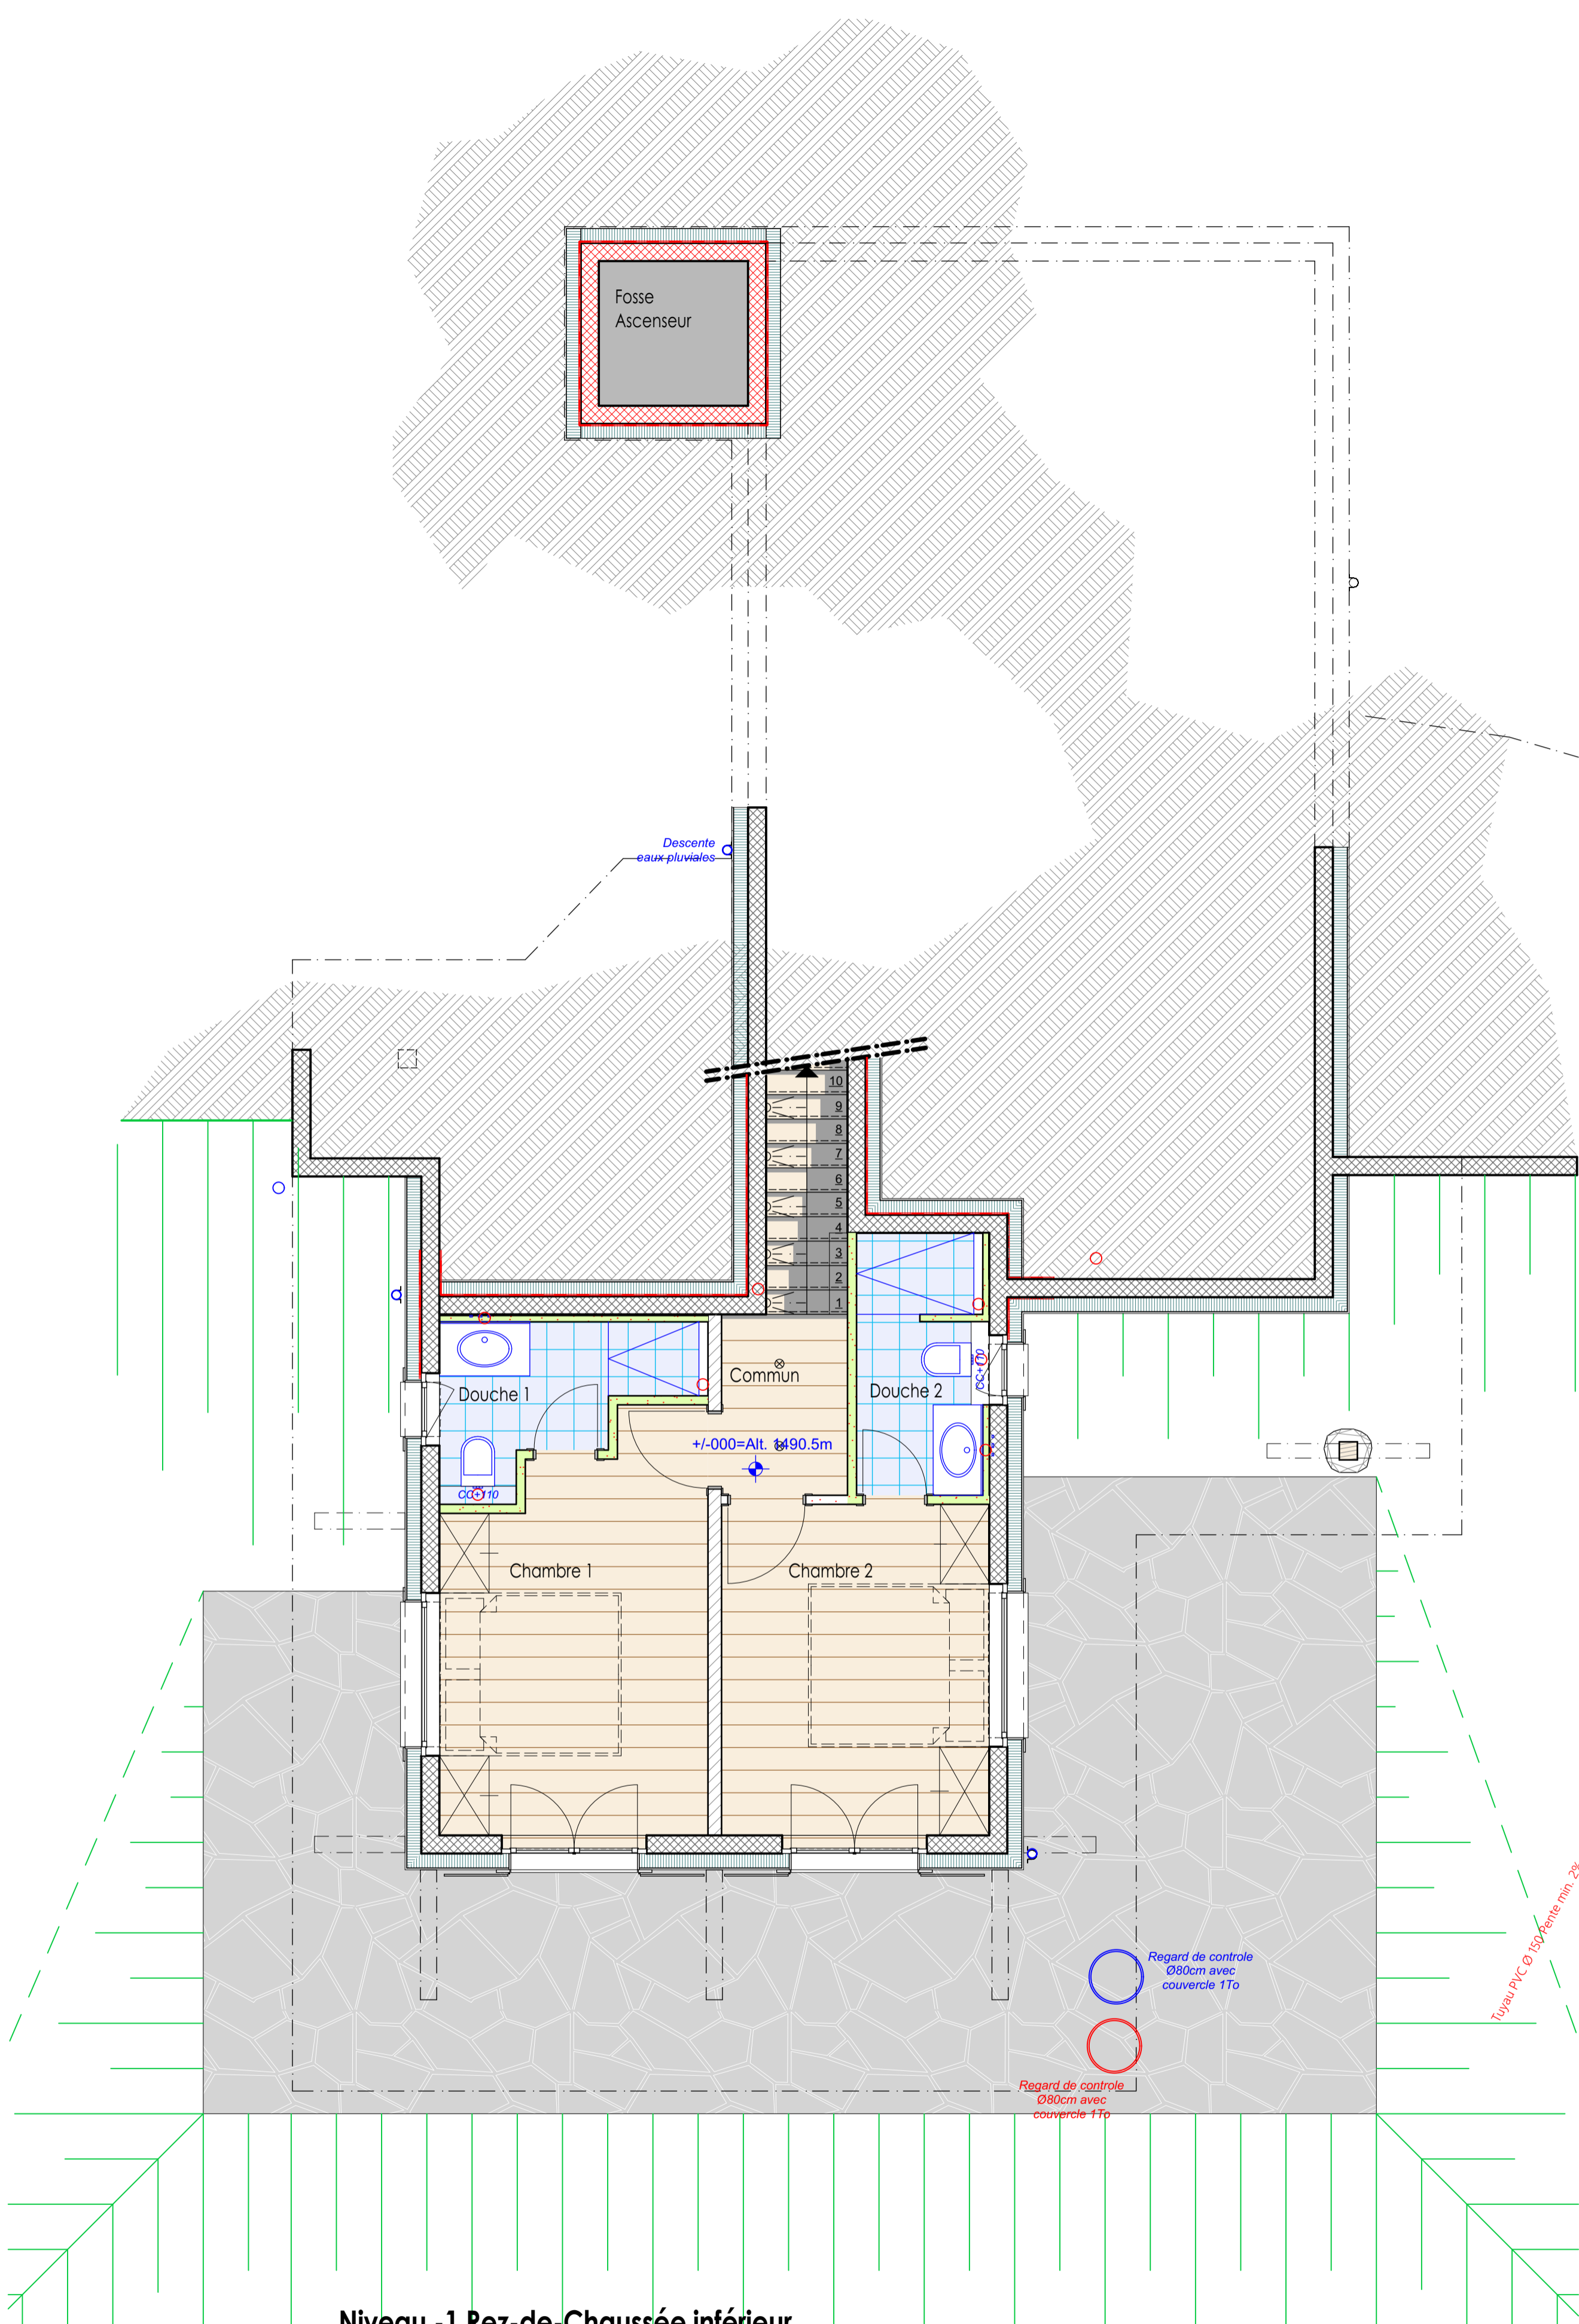 Fosse
Ascenseur
Descente
eaux pluviales
10
9
8
7
6
5
4
3
2
1
Commun
Douche 1
Douche 2
CC+110
+/-000=Alt. 1490.5m
CC+110
Chambre 1
Chambre 2
Tuyau PVC Ø 150 Pente min. 2%
Regard de controle
Ø80cm avec
couvercle 1To
Regard de controle
Ø80cm avec
couvercle 1To
Niveau -1 Rez-de-Chaussée inférieur